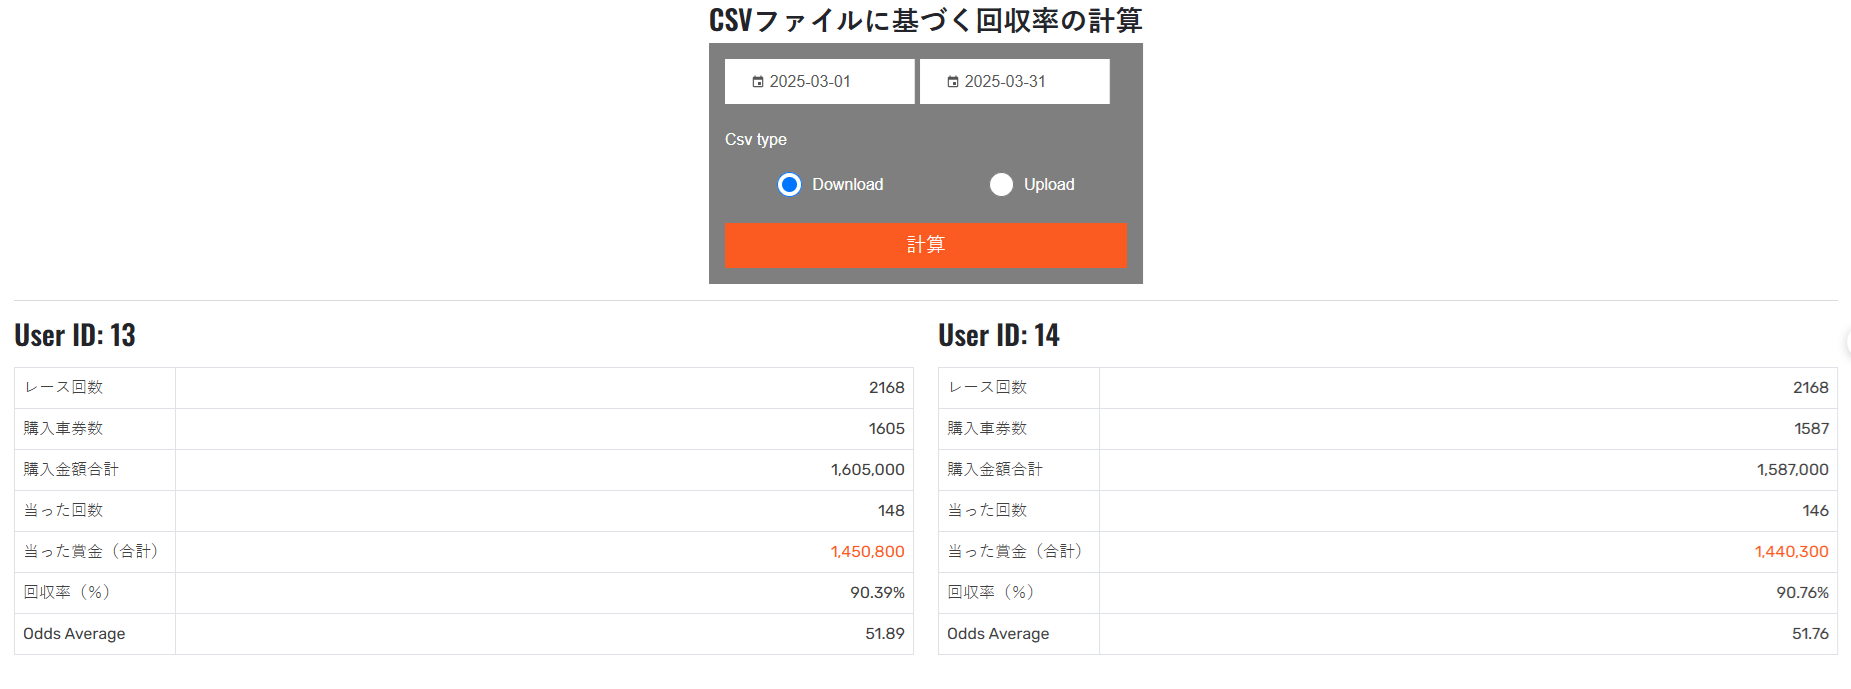 CSVファイルに基づく回収率の計算
2025-03-01 2025-03-31
Csv type
Download Upload
計算
User ID: 13
レース回数 2168
購入車券数 1605
購入金額合計 1,605,000
当った回数 148
当った賞金（合計） 1,450,800
回収率（%） 90.39%
Odds Average 51.89
User ID: 14
レース回数 2168
購入車券数 1587
購入金額合計 1,587,000
当った回数 146
当った賞金（合計） 1,440,300
回収率（%） 90.76%
Odds Average 51.76